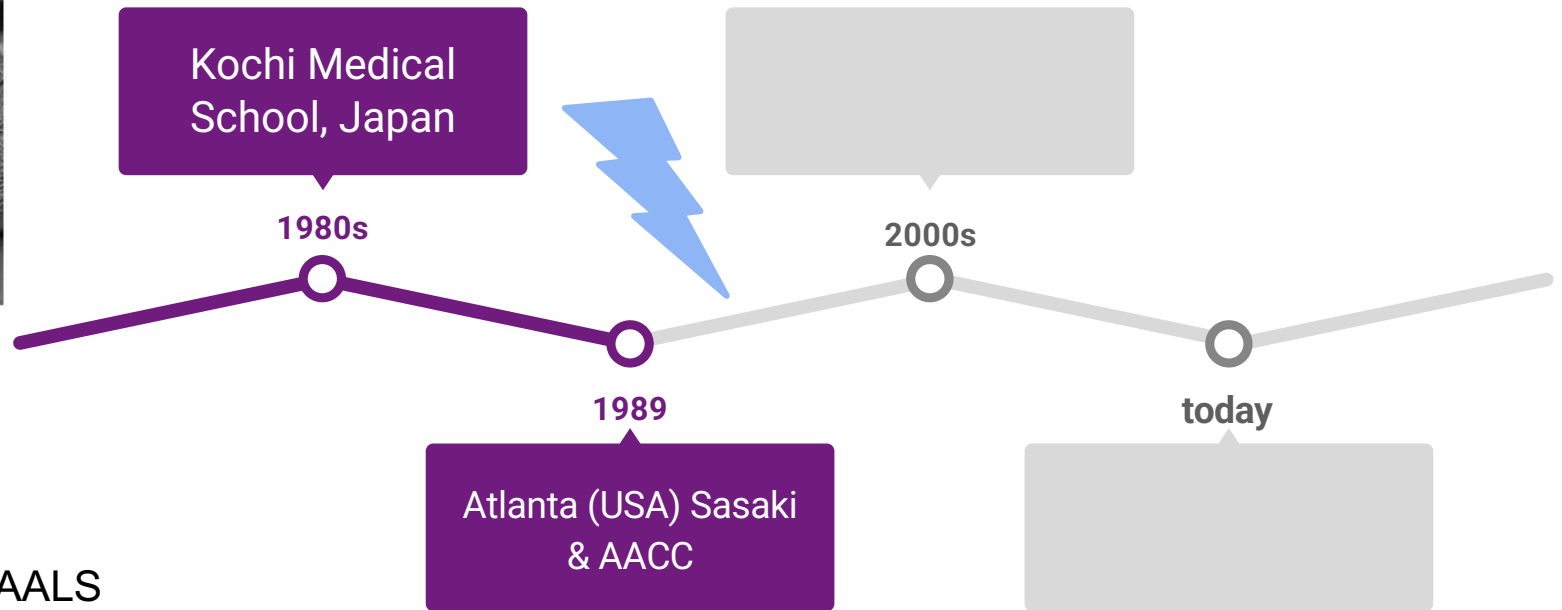 Kochi Medical
School, Japan
1980s
2000s
1989
today
Atlanta (USA) Sasaki
& AACC
AALS